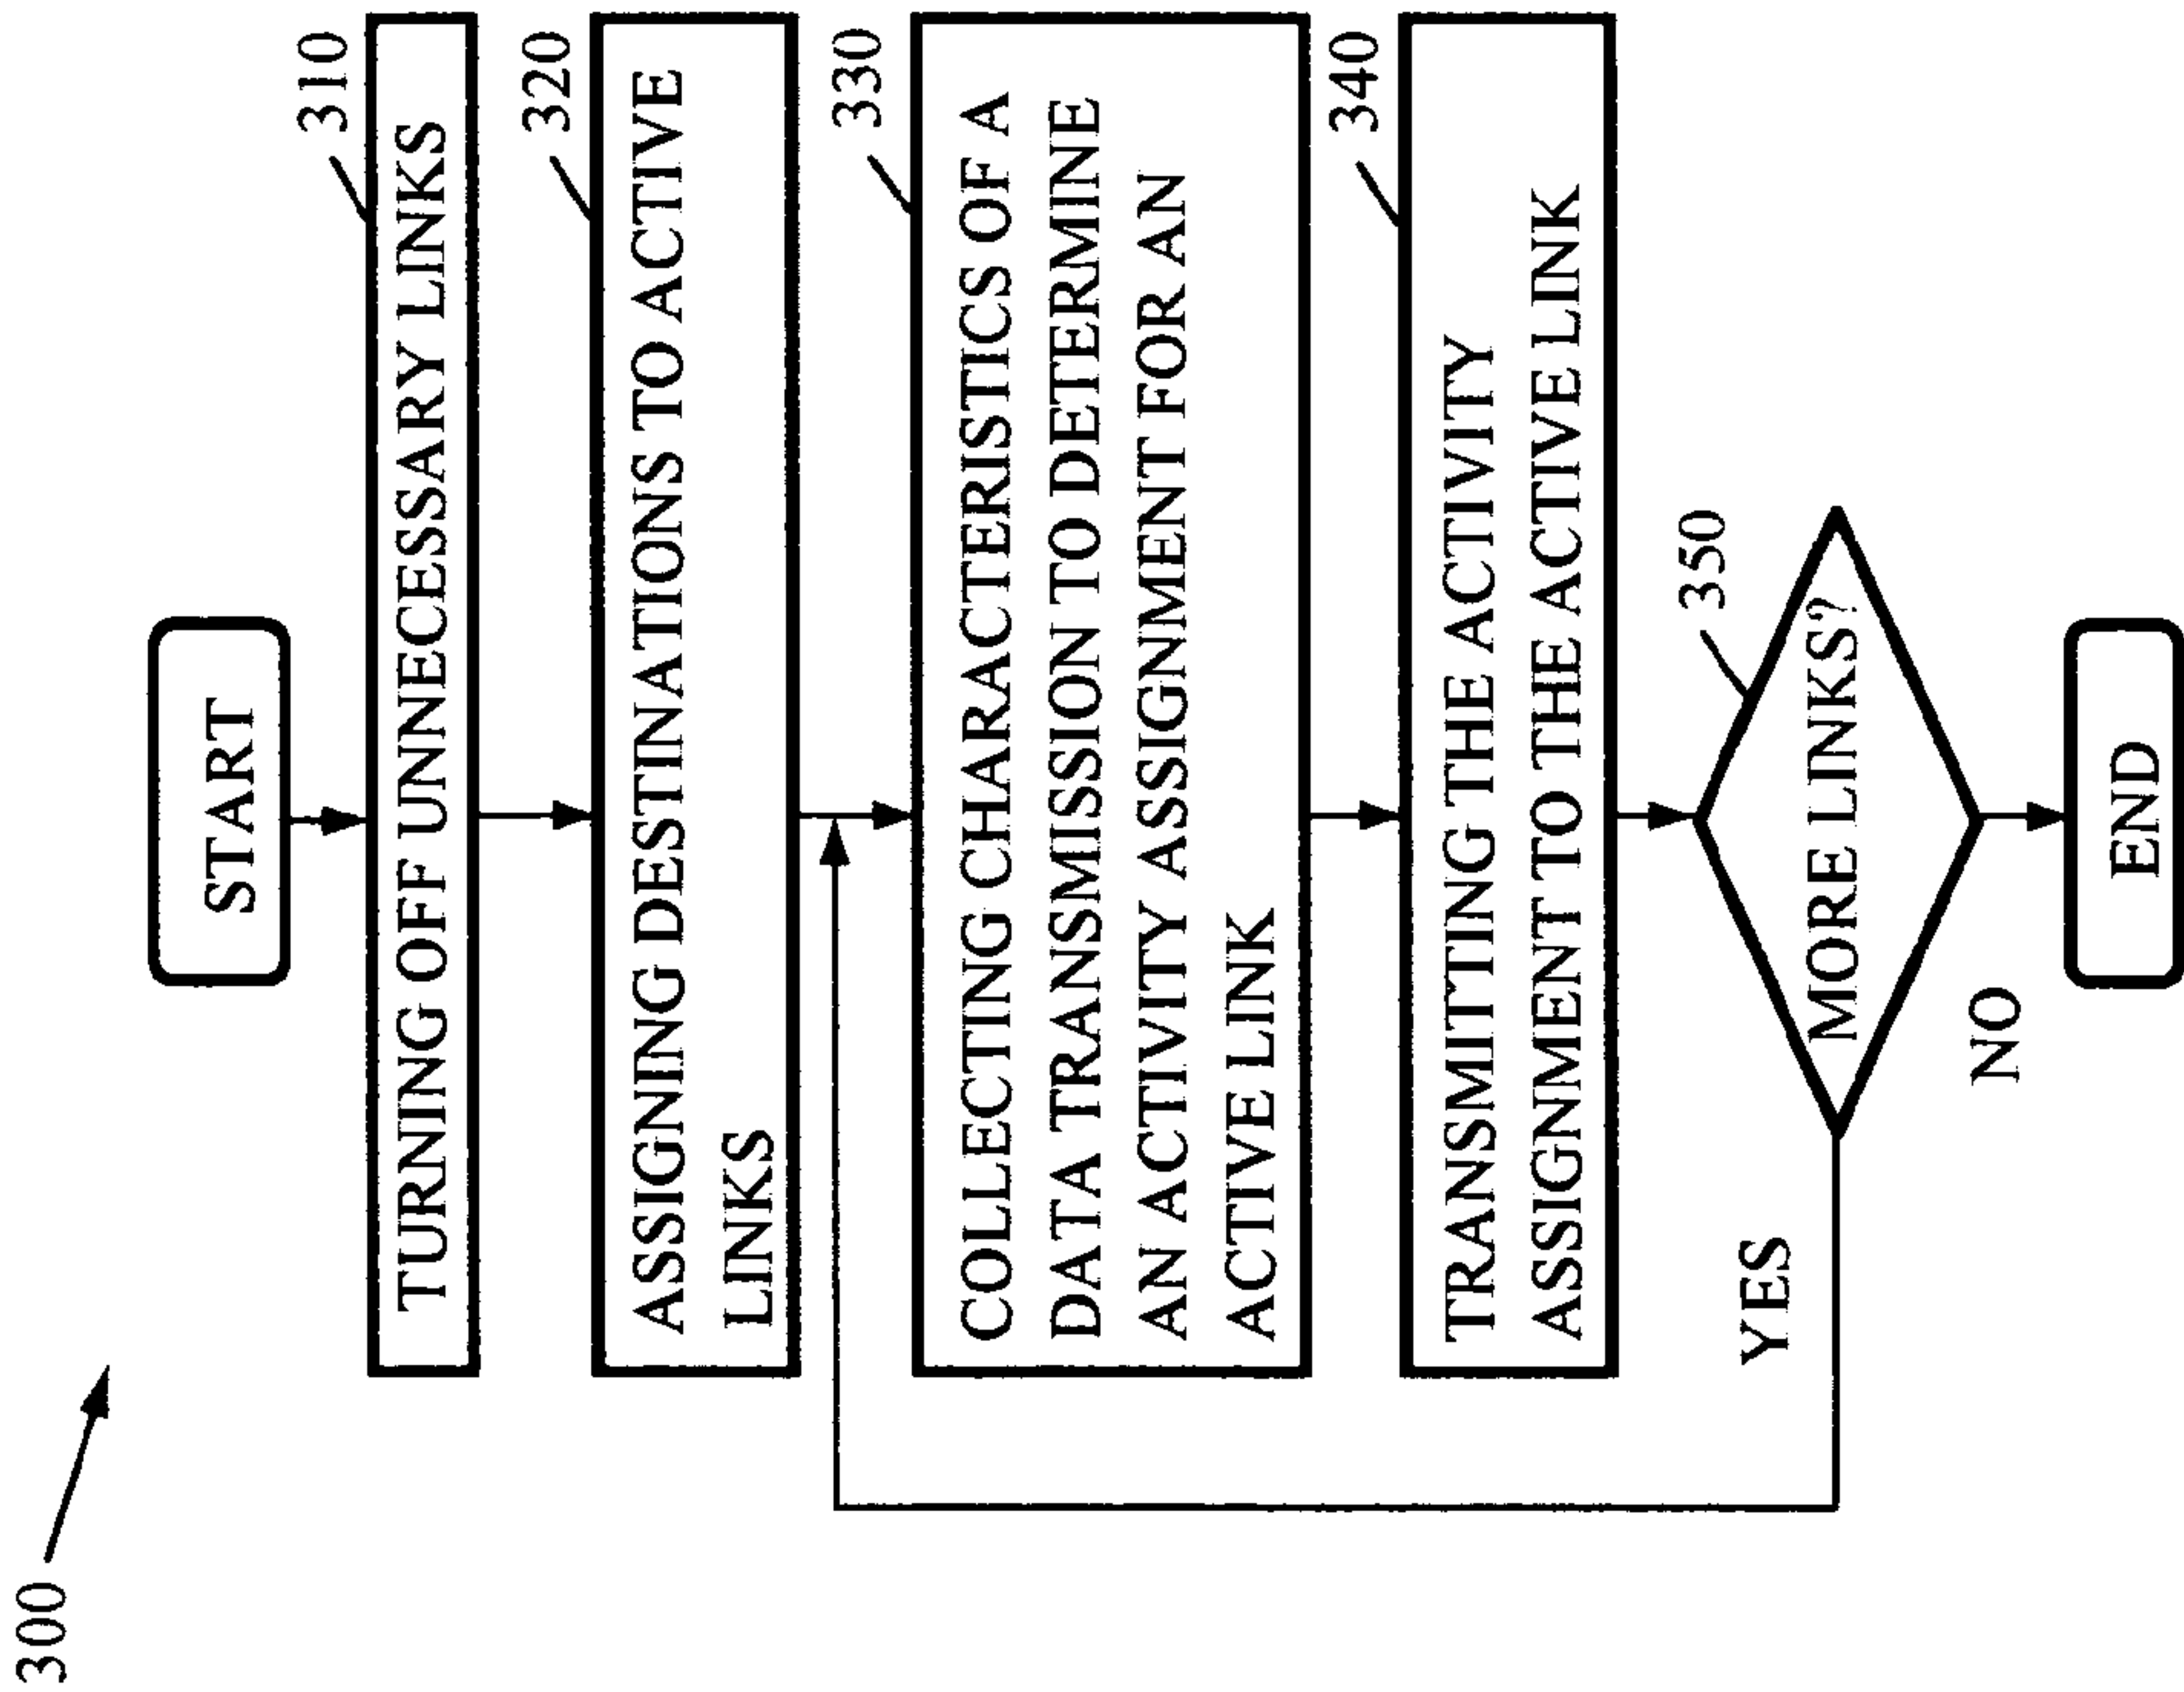 300
START
310
TURNING OFF UNNECESSARY LINKS
320
ASSIGNING DESTINATIONS TO ACTIVE
LINKS
330
COLLECTING CHARACTERISTICS OF A
DATA TRANSMISSION TO DETERMINE
AN ACTIVITY ASSIGNMENT FOR AN
ACTIVE LINK
340
TRANSMITTING THE ACTIVITY
ASSIGNMENT TO THE ACTIVE LINK
350
YES
MORE LINKS?
NO
END